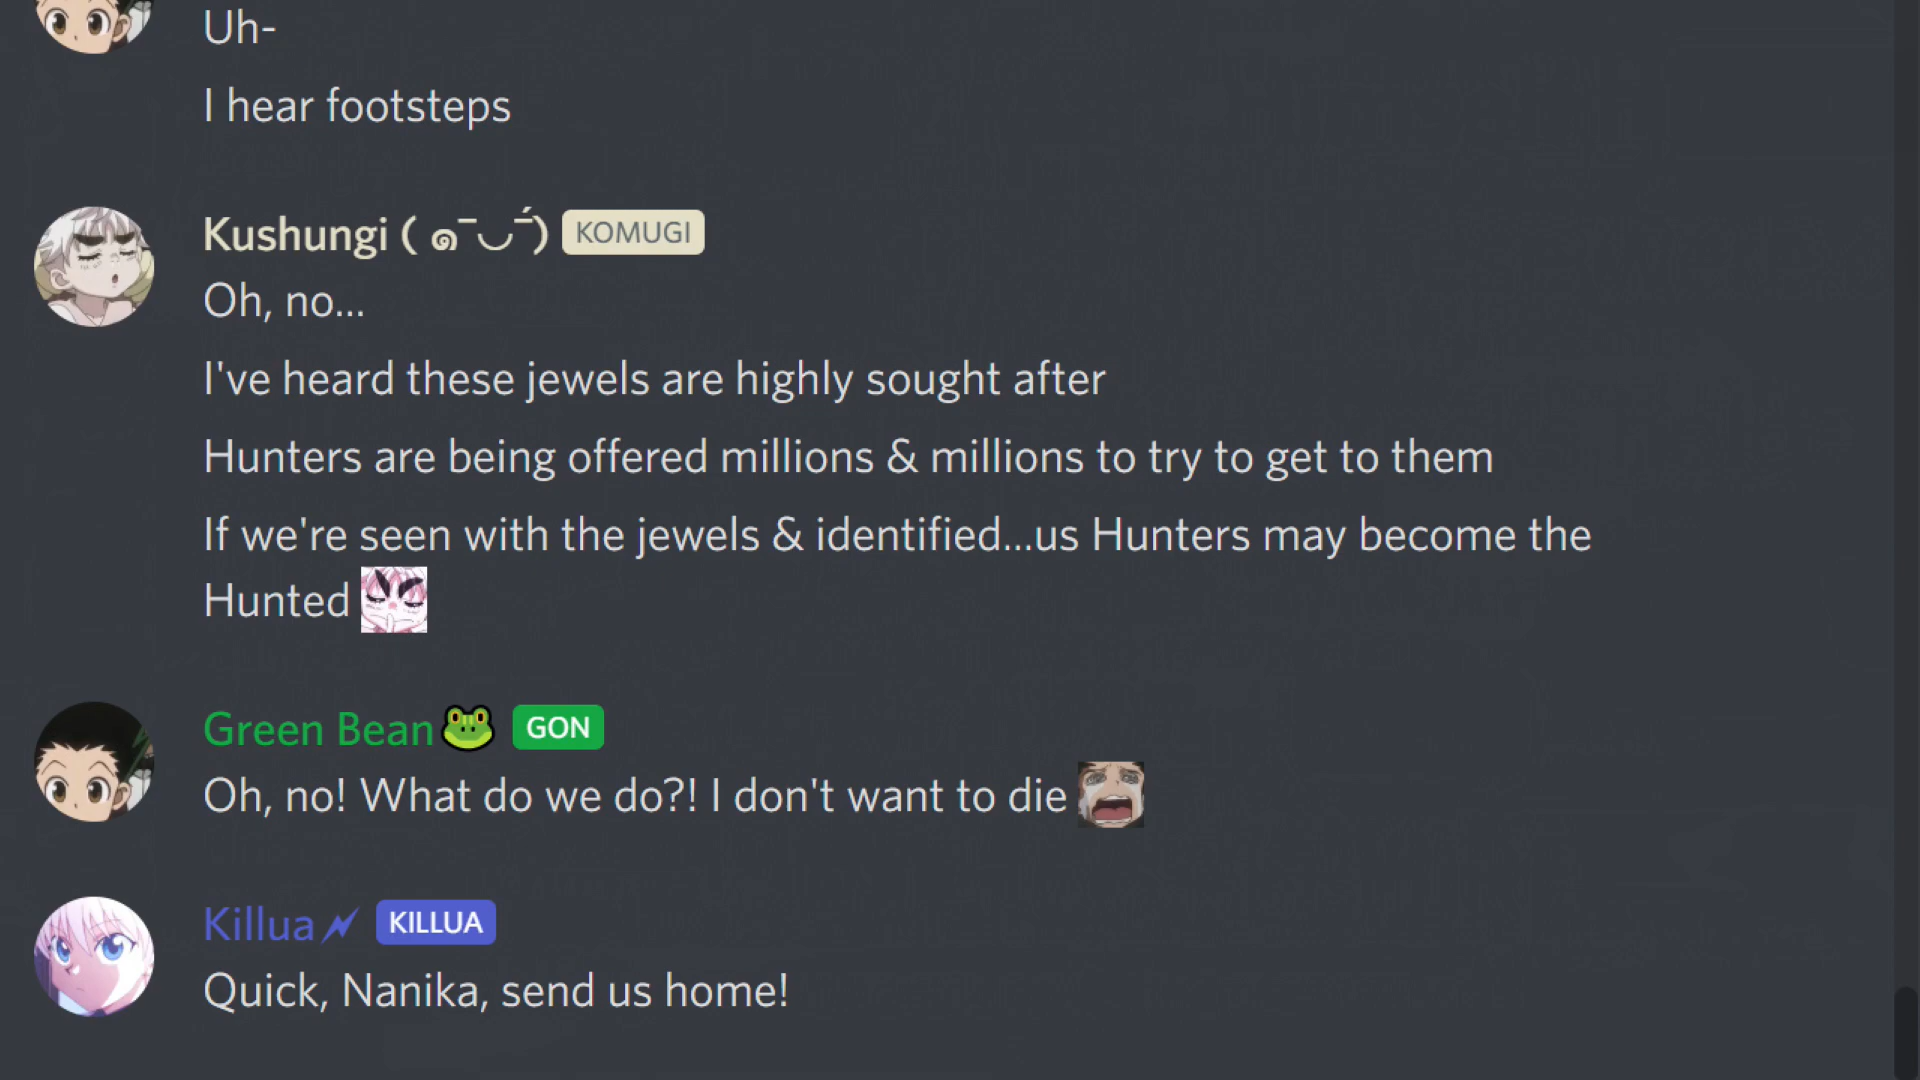 Uh-
I hear footsteps
Kushungi ( ๑‾̀◡‾́) KOMUGI
Oh, no...
I've heard these jewels are highly sought after
Hunters are being offered millions & millions to try to get to them
If we're seen with the jewels & identified...us Hunters may become the
Hunted
Green Bean🐸 GON
Oh, no! What do we do?! I don't want to die
Killua⚡ KILLUA
Quick, Nanika, send us home!